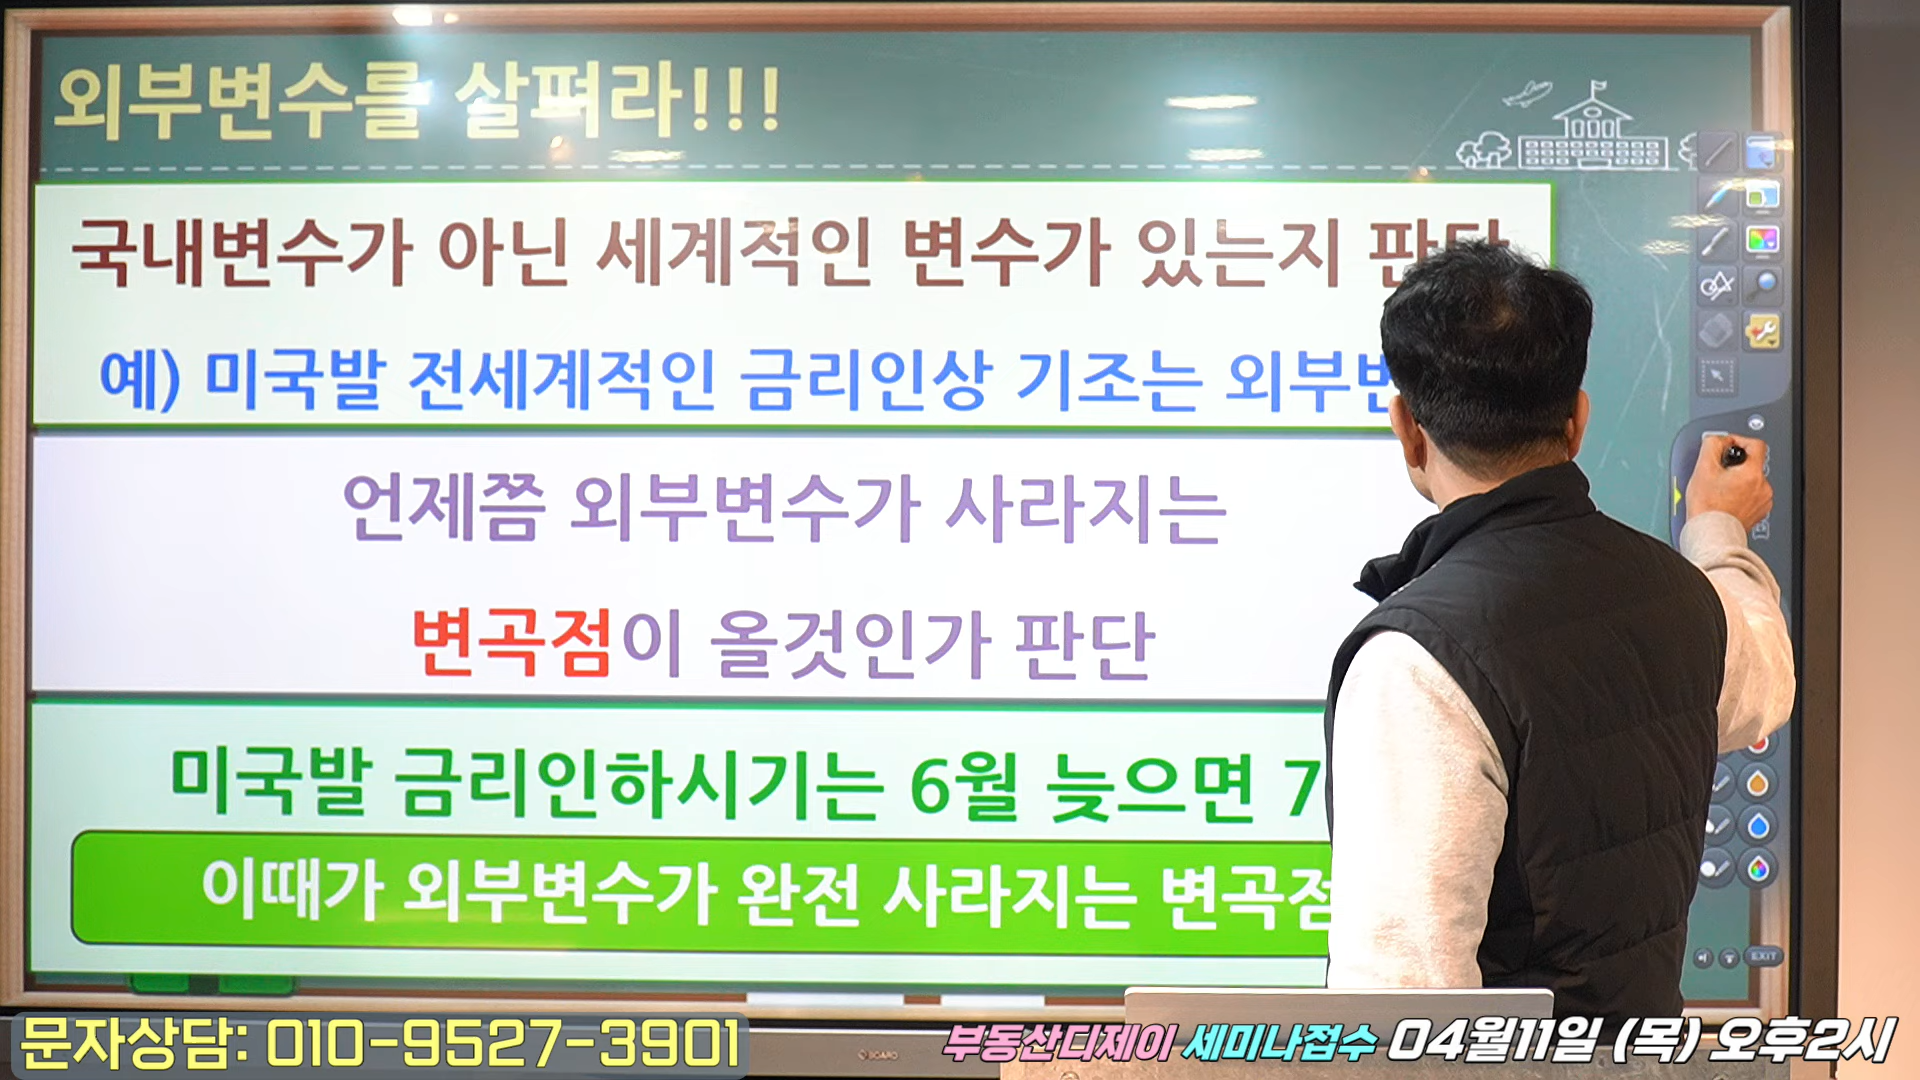 외부변수를 살펴라!!!
국내변수가 아닌 세계적인 변수가 있는지
예) 미국발 전세계적인 금리인상 기조는
언제쯤 외부변수가 사라지는
변곡점이 올것인가 판단
미국발 금리인하시기는 6월 늦으면 7
이때가 외부변수가 완전 사라지는 변곡점
EXIT
문자상담: 010-9527-3901
부동산디제이 세미나접수 04월11일 (목) 오후2시